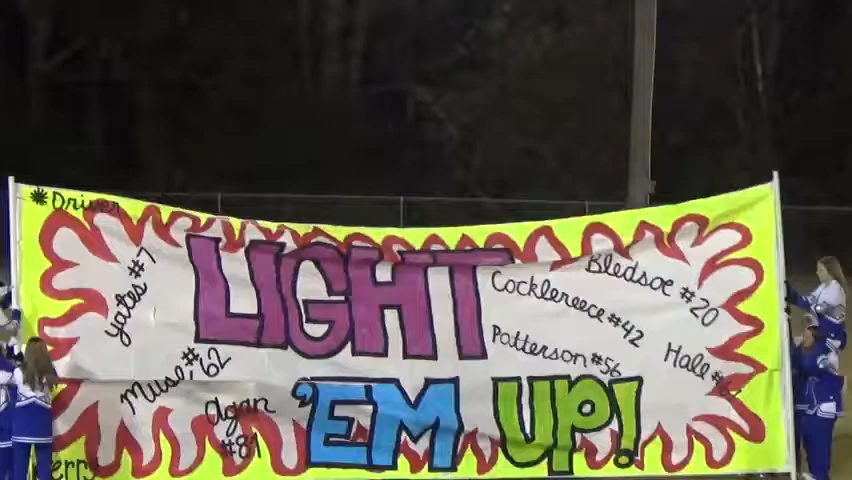 *Driver
LIGHT
'EM UP!
Yates #7
Muse #62
Agan
#81
Bledsoe #20
Cocklereece #42
Patterson #56
Hale